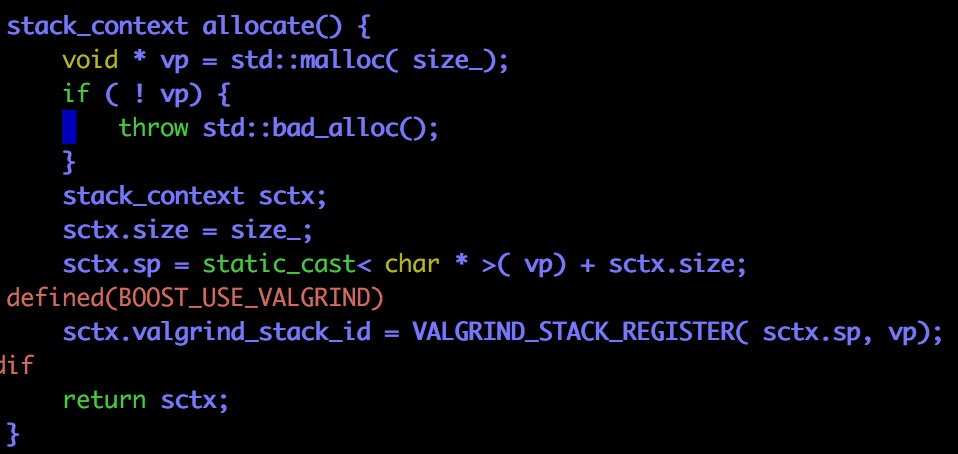 stack_context allocate() {
    void * vp = std::malloc( size_);
    if ( ! vp) {
        throw std::bad_alloc();
    }
    stack_context sctx;
    sctx.size = size_;
    sctx.sp = static_cast< char * >( vp) + sctx.size;
defined(BOOST_USE_VALGRIND)
    sctx.valgrind_stack_id = VALGRIND_STACK_REGISTER( sctx.sp, vp);
dif
    return sctx;
}